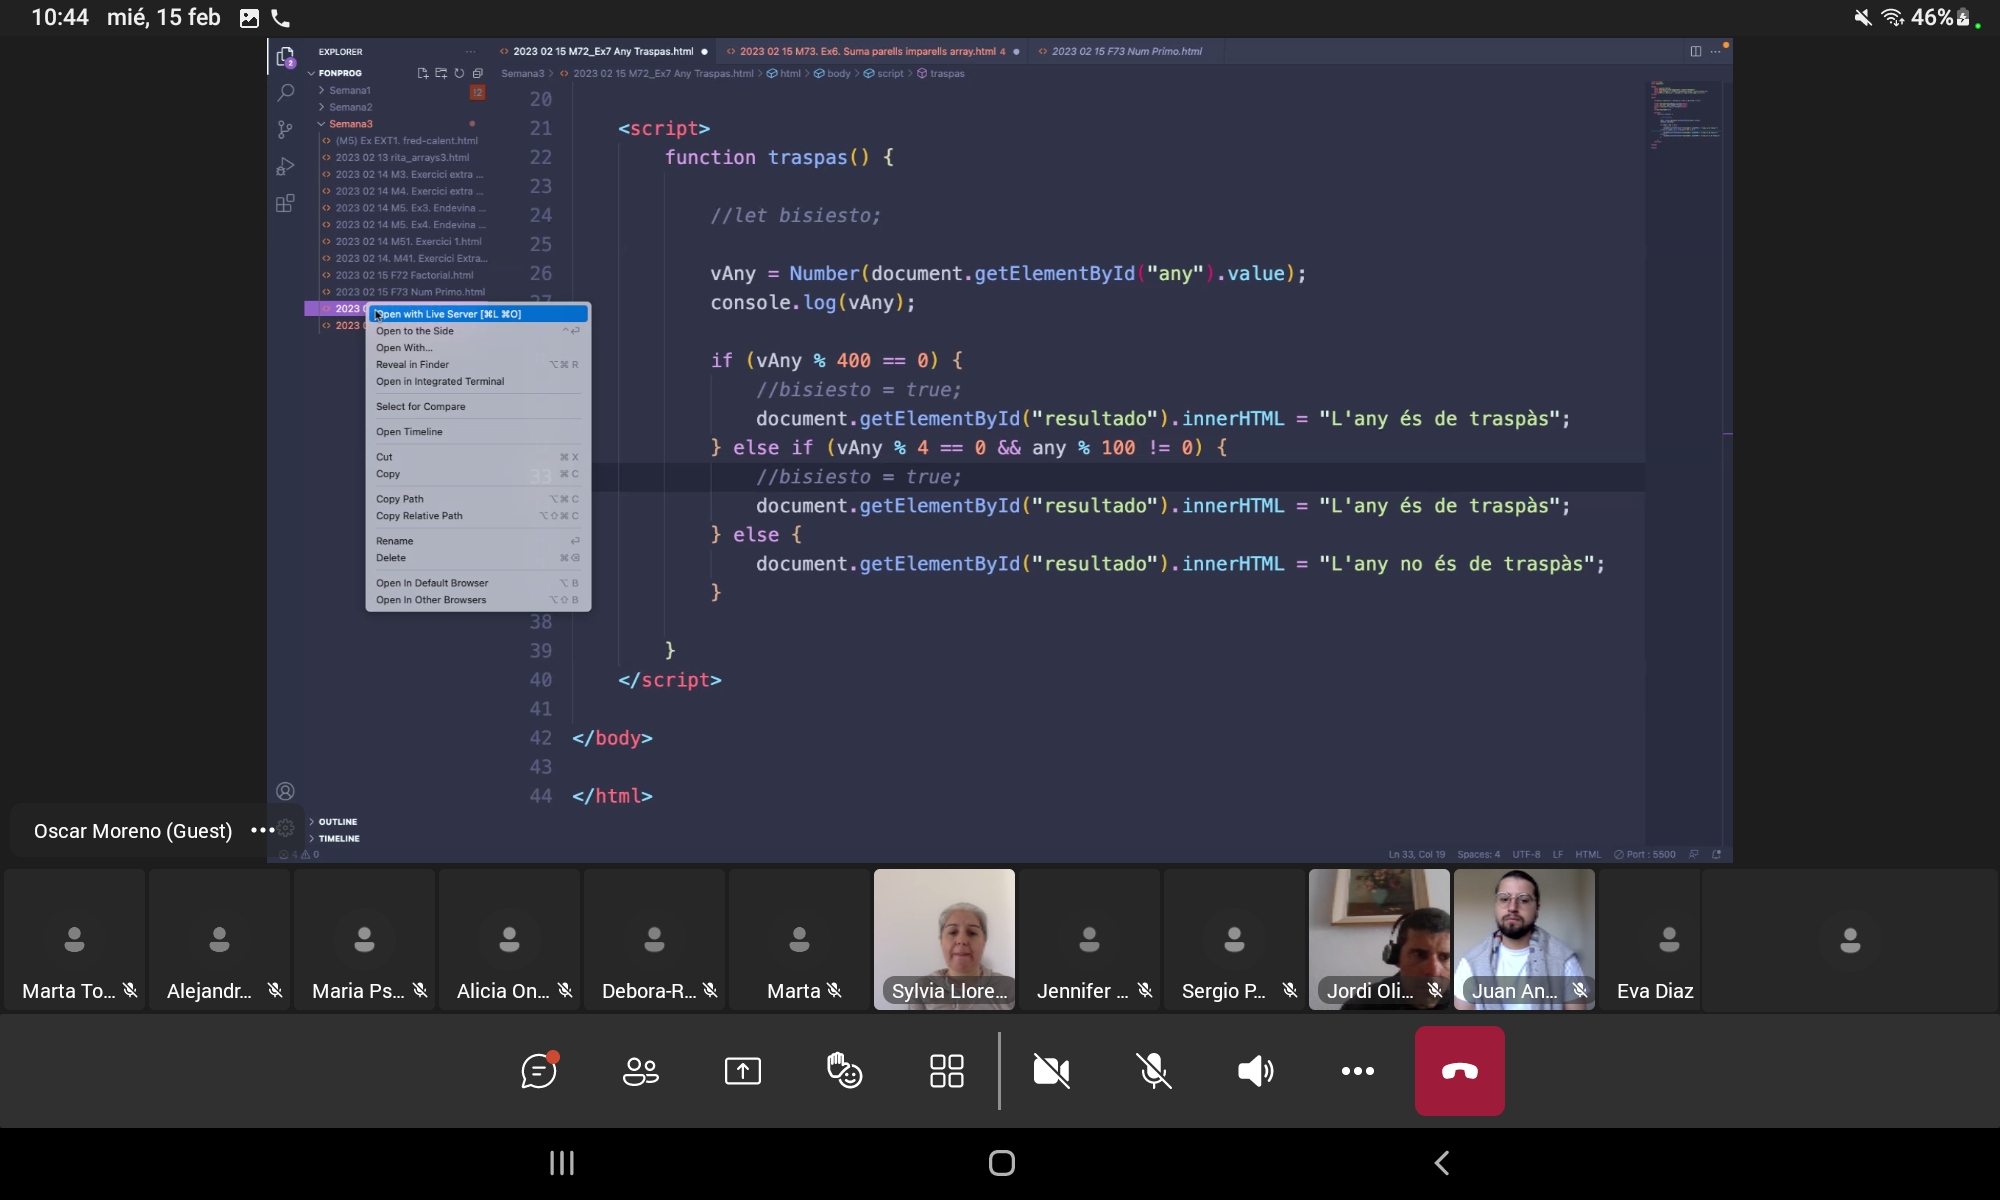 10:44 mié, 15 feb
46%
EXPLORER
FONPROG
Semana1
12
Semana2
Semana3
(M5) Ex EXT1. fred-calent.html
2023 02 13 rita_arrays3.html
2023 02 14 M3. Exercici extra ...
2023 02 14 M4. Exercici extra ...
2023 02 14 M5. Ex3. Endevina ...
2023 02 14 M5. Ex4. Endevina ...
2023 02 14 M51. Exercici 1.html
2023 02 14. M41. Exercici Extra...
2023 02 15 F72 Factorial.html
2023 02 15 F73 Num Primo.html
2023
2023
2
Open with Live Server [⌘L ⌘O]
Open to the Side ^⏎
Open With...
Reveal in Finder ⌥⌘ R
Open in Integrated Terminal
Select for Compare
Open Timeline
Cut ⌘ X
Copy ⌘ C
Copy Path ⌥⌘ C
Copy Relative Path ⌥⇧⌘ C
Rename ⏎
Delete ⌘⌫
Open In Default Browser ⌥ B
Open In Other Browsers ⌥⇧ B
OUTLINE
TIMELINE
4 0
2023 02 15 M72_Ex7 Any Traspas.html ●
2023 02 15 M73. Ex6. Suma parells imparells array.html 4 ●
2023 02 15 F73 Num Primo.html
Semana3 > 2023 02 15 M72_Ex7 Any Traspas.html > html > body > script > traspas
20
21 <script>
22 function traspas() {
23
24 //let bisiesto;
25
26 vAny = Number(document.getElementById("any").value);
27 console.log(vAny);
if (vAny % 400 == 0) {
//bisiesto = true;
document.getElementById("resultado").innerHTML = "L'any és de traspàs";
} else if (vAny % 4 == 0 && any % 100 != 0) {
33 //bisiesto = true;
document.getElementById("resultado").innerHTML = "L'any és de traspàs";
} else {
document.getElementById("resultado").innerHTML = "L'any no és de traspàs";
}
38
39 }
40 </script>
41
42 </body>
43
44 </html>
Ln 33, Col 19 Spaces: 4 UTF-8 LF HTML Port : 5500
Oscar Moreno (Guest) •••
Marta To...
Alejandr...
Maria Ps...
Alicia On...
Debora-R...
Marta
Sylvia Llore...
Jennifer ...
Sergio P...
Jordi Oli...
Juan An...
Eva Diaz